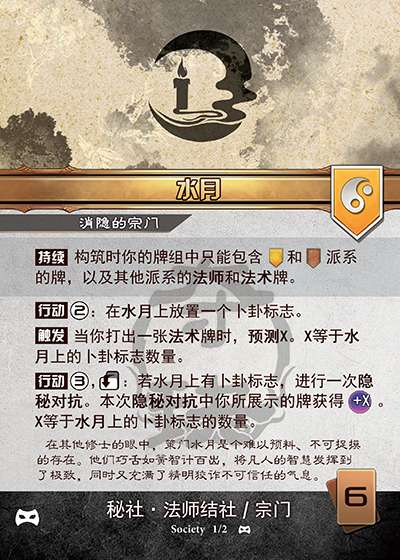 水月
消隐的宗门
持续 构筑时你的牌组中只能包含 和 派系
的牌，以及其他派系的法师和法术牌。
行动②：在水月上放置一个卜卦标志。
触发 当你打出一张法术牌时，预测X。X等于水
月上的卜卦标志数量。
行动③，：若水月上有卜卦标志，进行一次隐
秘对抗。本次隐秘对抗中你所展示的牌获得 +X 。
X等于水月上的卜卦标志的数量。
在其他修士的眼中，策门水月是个难以预料、不可捉摸
的存在。他们巧舌如簧智计百出，将凡人的智慧发挥到
了极致，同时又充满了精明狡诈不可信任的气息。
6
秘社·法师结社/宗门
Society 1/2